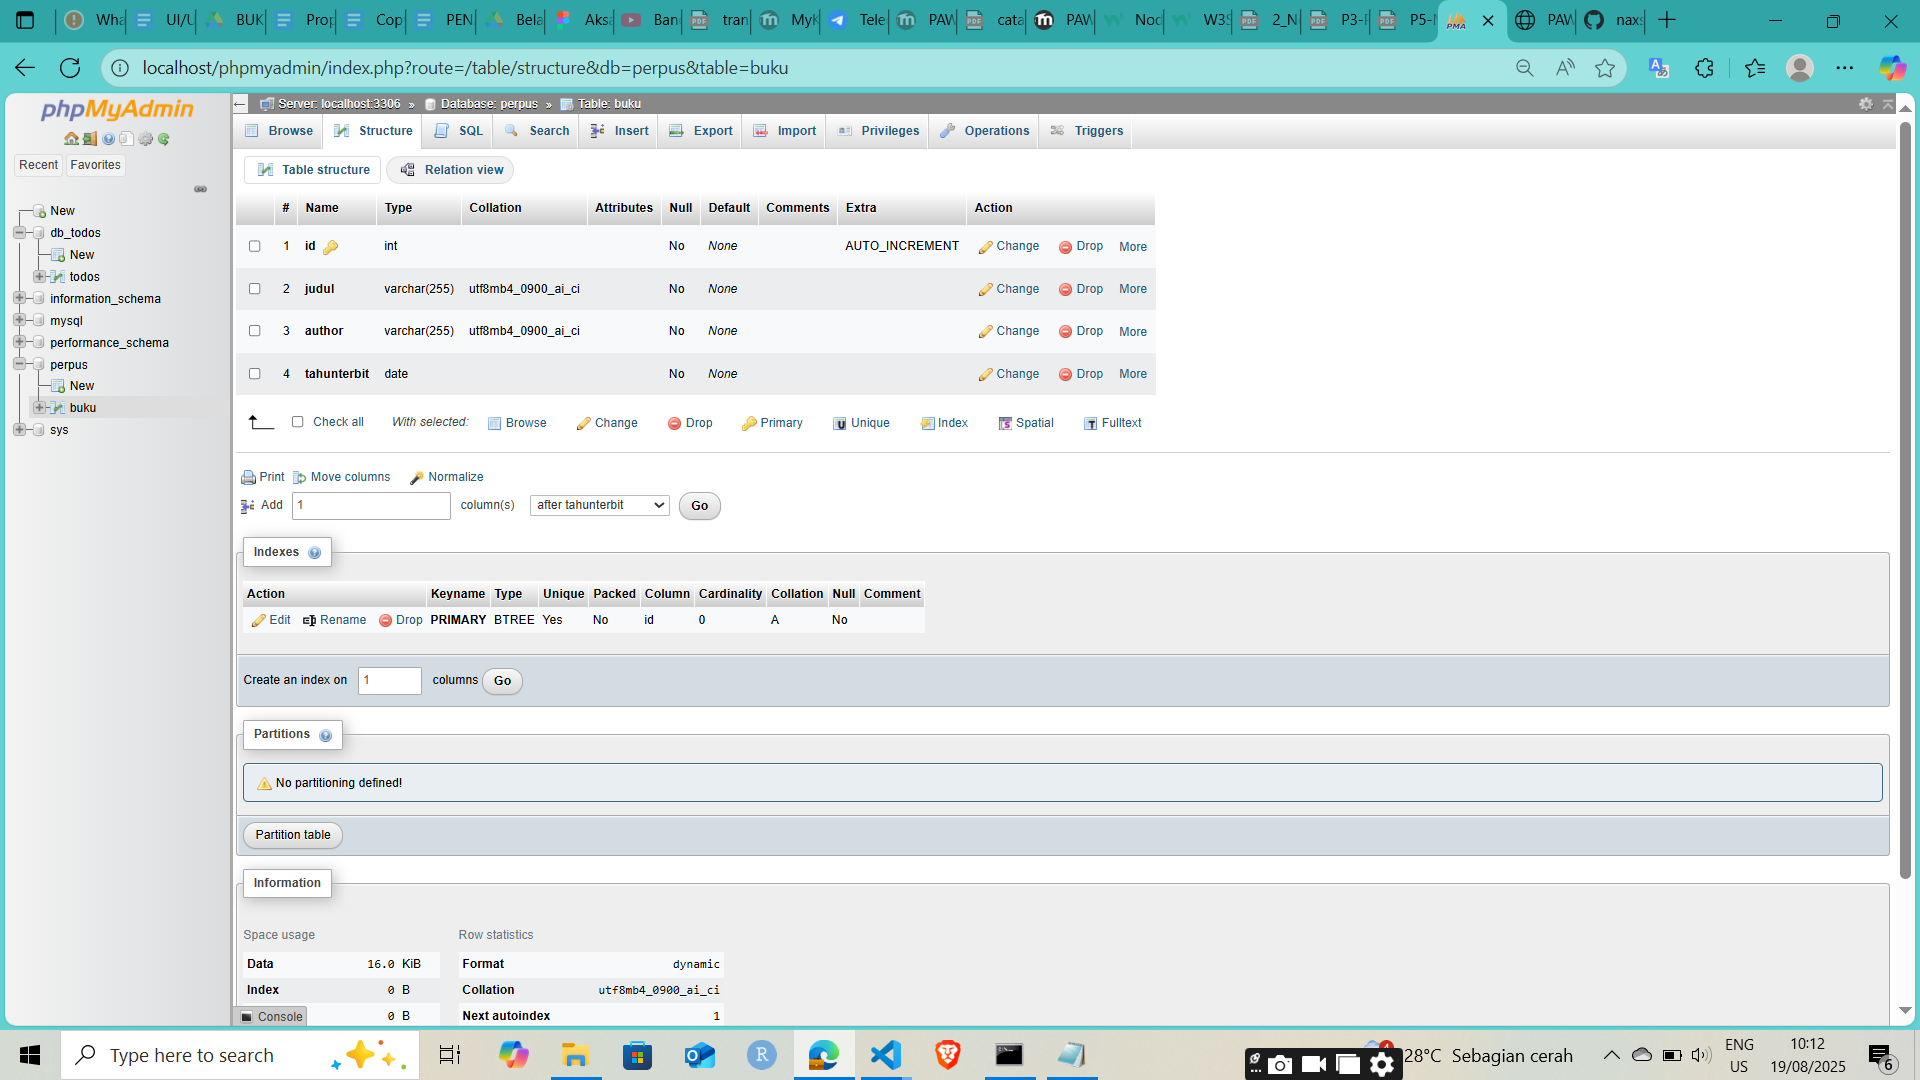 Wha
UI/U
BUK
Prop
Cop
PEN
Bela
Aksa
Band
tran
MyK
Tele
PAW
cata
PAW
Nod
W3S
2_N
P3-F
P5-
PAW
naxs
localhost/phpmyadmin/index.php?route=/table/structure&db=perpus&table=buku
phpMyAdmin
Recent Favorites
New
db_todos
New
todos
information_schema
mysql
performance_schema
perpus
New
buku
sys
Server: localhost:3306 » Database: perpus » Table: buku
Browse Structure SQL Search Insert Export Import Privileges Operations Triggers
Table structure Relation view
# Name Type Collation Attributes Null Default Comments Extra Action
1 id int No None AUTO_INCREMENT Change Drop More
2 judul varchar(255) utf8mb4_0900_ai_ci No None Change Drop More
3 author varchar(255) utf8mb4_0900_ai_ci No None Change Drop More
4 tahunterbit date No None Change Drop More
Check all With selected: Browse Change Drop Primary Unique Index Spatial Fulltext
Print Move columns Normalize
Add 1 column(s) after tahunterbit Go
Indexes
Action Keyname Type Unique Packed Column Cardinality Collation Null Comment
Edit Rename Drop PRIMARY BTREE Yes No id 0 A No
Create an index on 1 columns Go
Partitions
No partitioning defined!
Partition table
Information
Space usage
Data 16.0 KiB
Index 0 B
0 B
Row statistics
Format dynamic
Collation utf8mb4_0900_ai_ci
Next autoindex 1
Console
Type here to search
28°C Sebagian cerah
ENG
US
10:12
19/08/2025
6